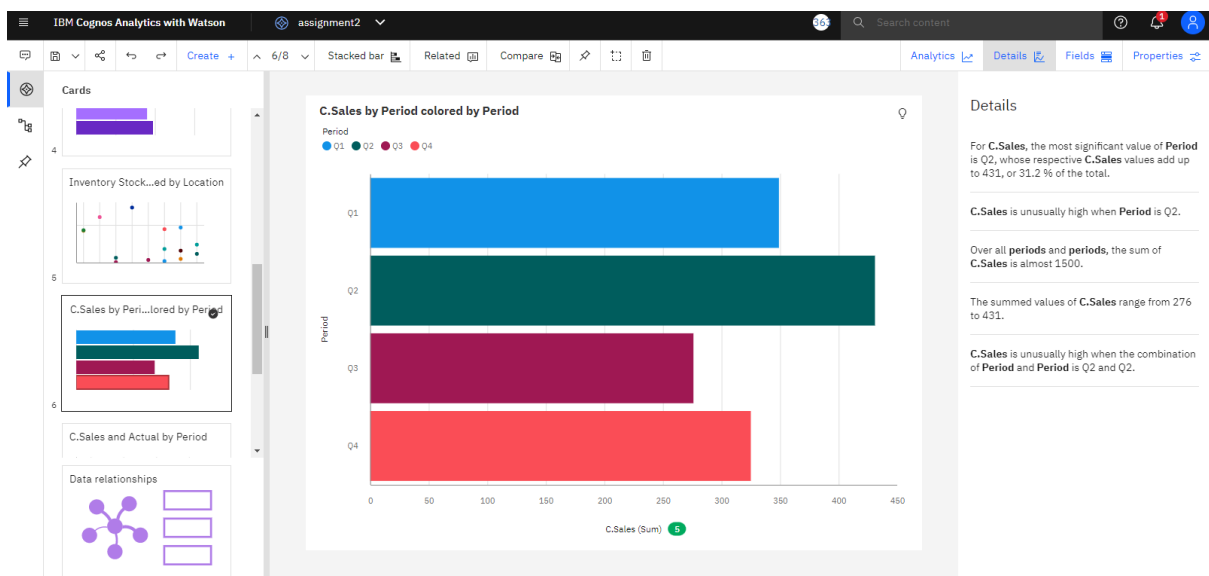 IBM Cognos Analytics with Watson
assignment2
363
Search content
1
6/8
Create +
Stacked bar
Related
Compare
Analytics
Details
Fields
Properties
Cards
4
Inventory Stock...ed by Location
5
C.Sales by Peri...lored by Period
6
C.Sales and Actual by Period
Data relationships
C.Sales by Period colored by Period
Period
Q1 Q2 Q3 Q4
Q1
Q2
Q3
Q4
Period
0 50 100 150 200 250 300 350 400 450
C.Sales (Sum) 5
Details
For C.Sales, the most significant value of Period
is Q2, whose respective C.Sales values add up
to 431, or 31.2 % of the total.
C.Sales is unusually high when Period is Q2.
Over all periods and periods, the sum of
C.Sales is almost 1500.
The summed values of C.Sales range from 276
to 431.
C.Sales is unusually high when the combination
of Period and Period is Q2 and Q2.